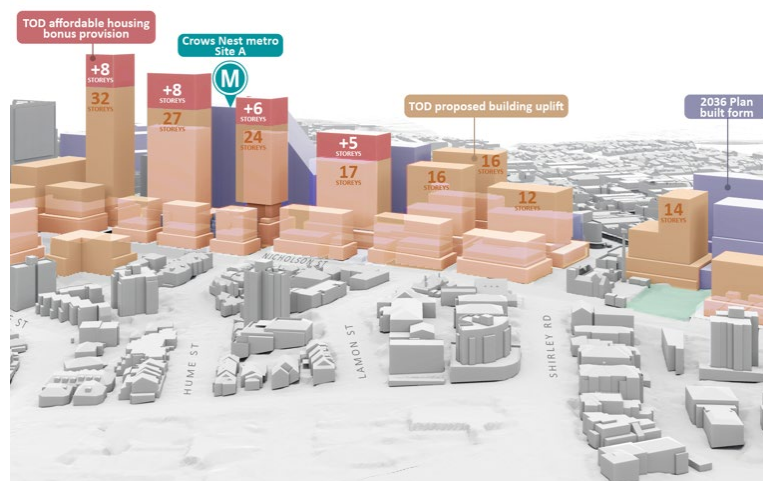 TOD affordable housing
bonus provision
Crows Nest metro
Site A
M
+8
STOREYS
32
STOREYS
+8
STOREYS
27
STOREYS
+6
STOREYS
24
STOREYS
+5
STOREYS
17
STOREYS
TOD proposed building uplift
16
STOREYS
16
STOREYS
12
STOREYS
2036 Plan
built form
14
STOREYS
NICHOLSON ST
ST
HUME ST
LAMON ST
SHIRLEY RD